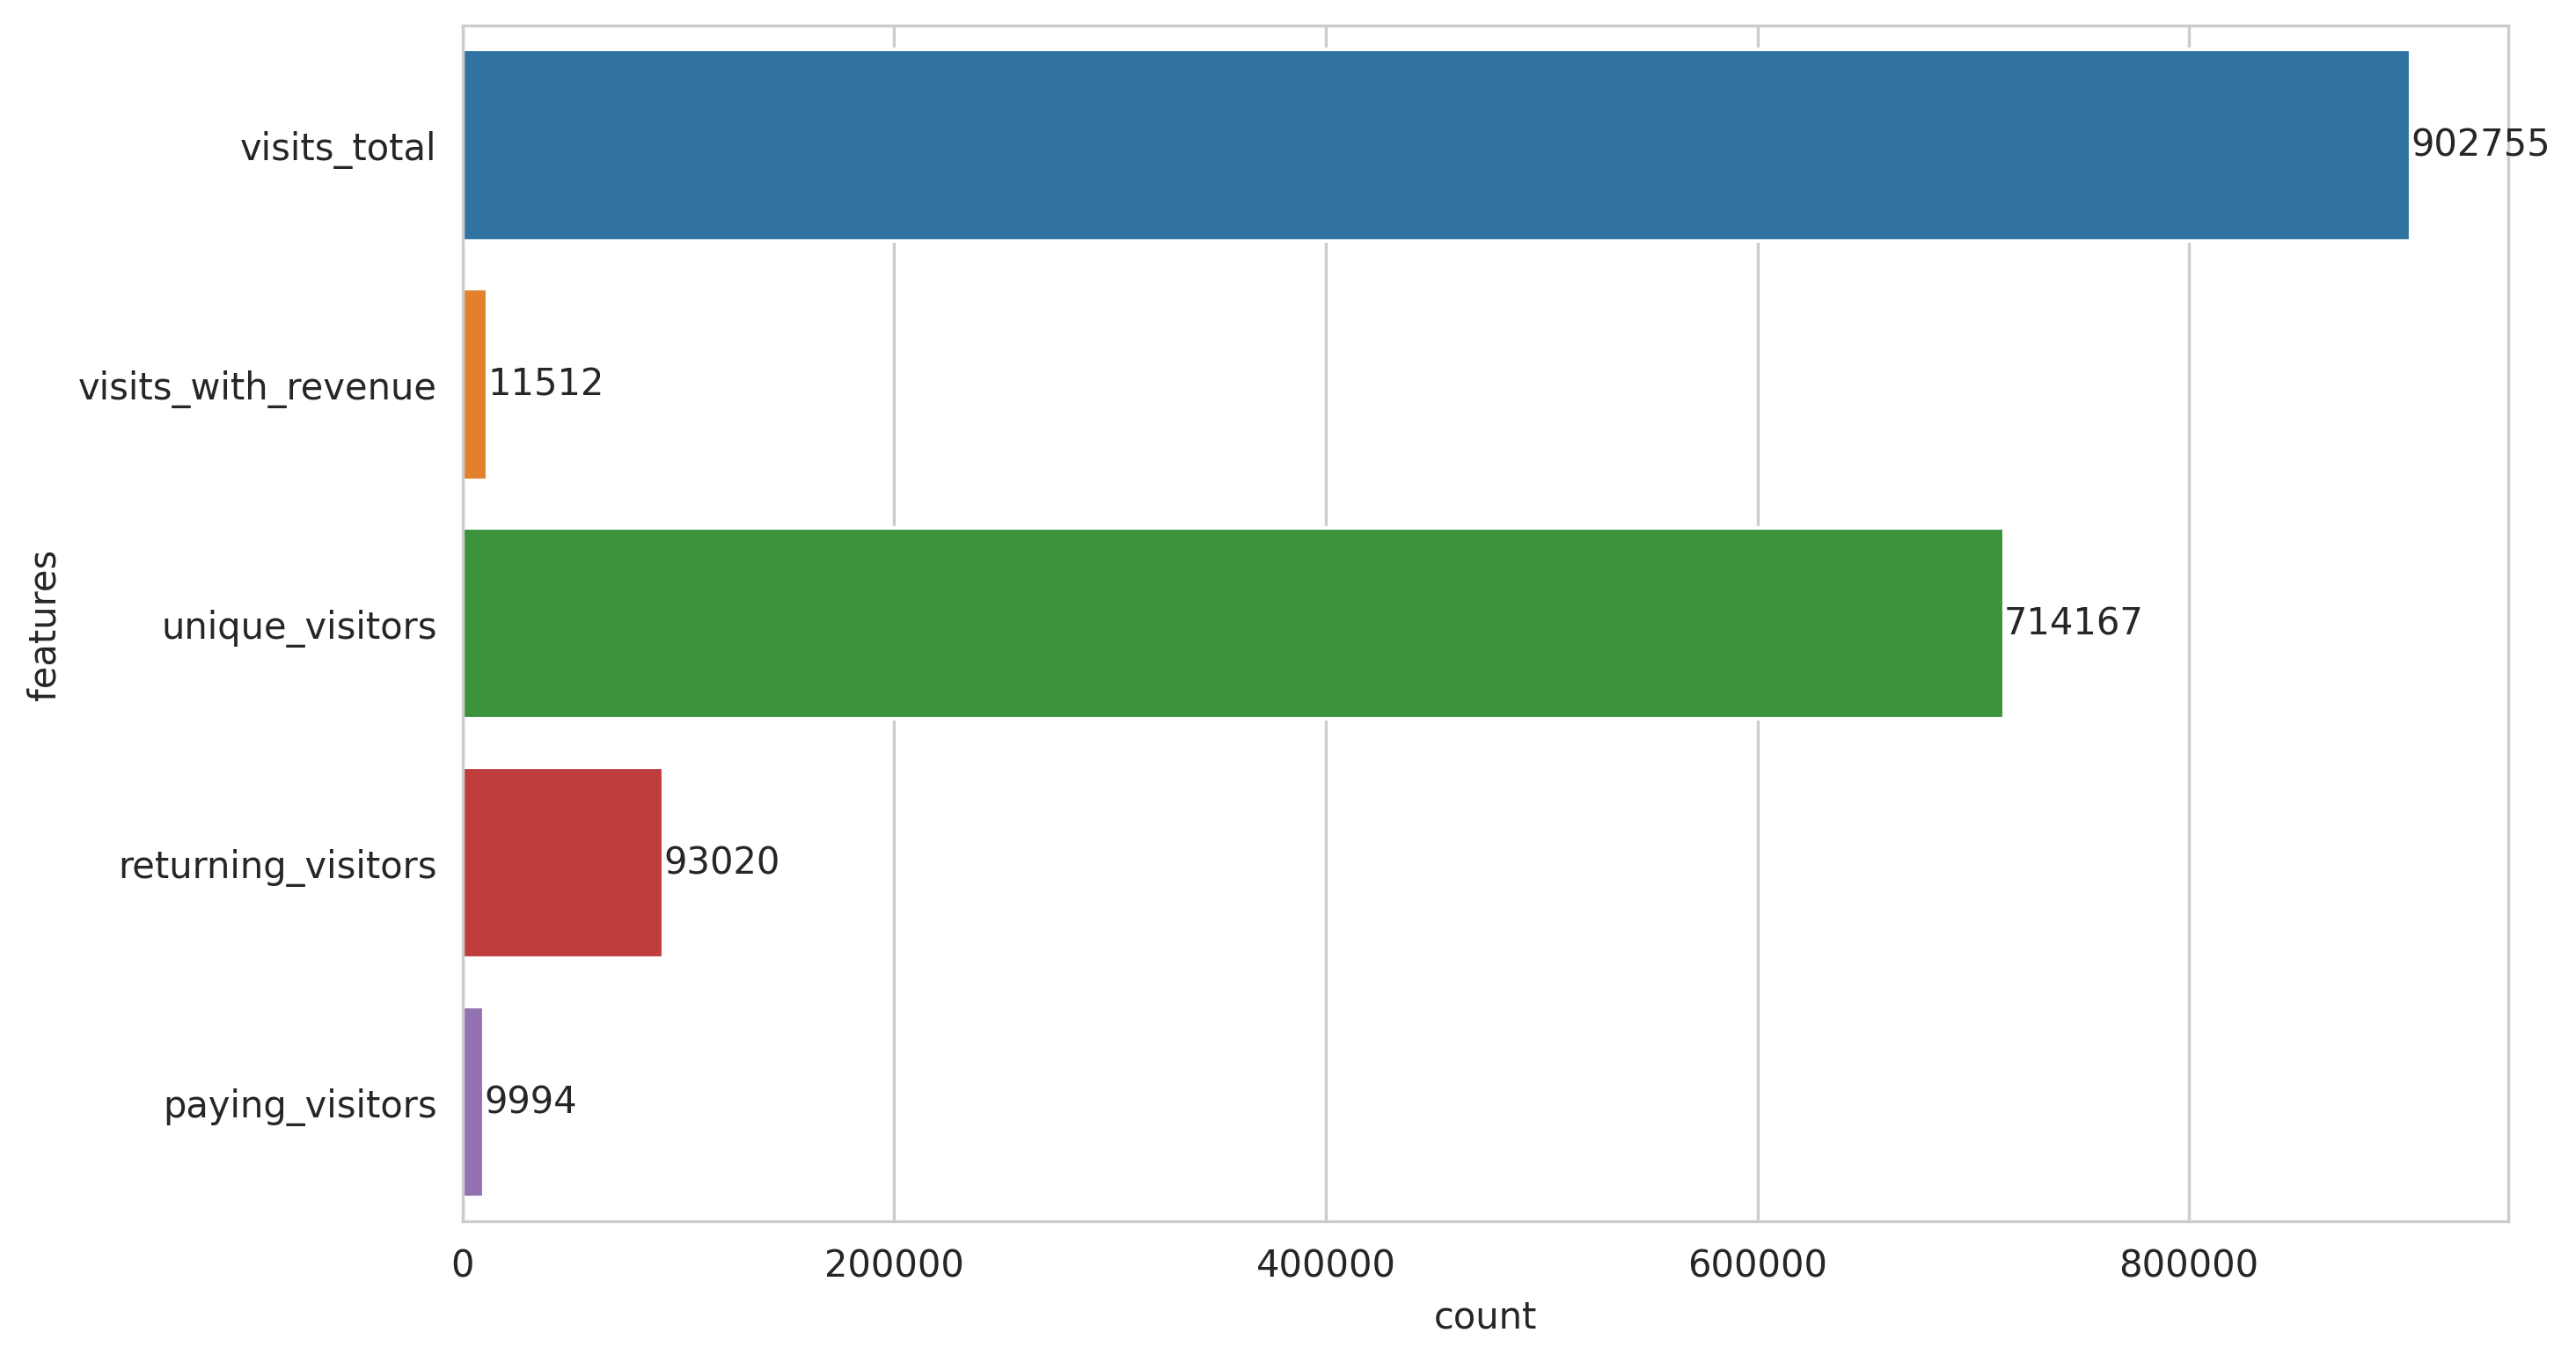 visits_total
902755
visits_with_revenue
11512
unique_visitors
714167
returning_visitors
93020
paying_visitors
9994
features
0 200000 400000 600000 800000
count